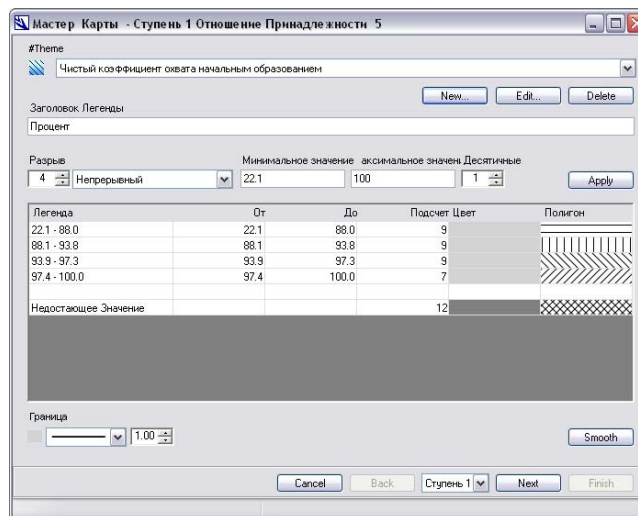 Мастер Карты - Ступень 1 Отношение Принадлежности 5
#Theme
Чистый коэффициент охвата начальным образованием
New... Edit... Delete
Заголовок Легенды
Процент
Разрыв Минимальное значение аксимальное значени Десятичные
4 Непрерывный 22.1 100 1 Apply
Легенда От До Подсчет Цвет Полигон
22.1 - 88.0 22.1 88.0 9
88.1 - 93.8 88.1 93.8 9
93.9 - 97.3 93.9 97.3 9
97.4 - 100.0 97.4 100.0 7
Недостающее Значение 12
Граница
1.00 Smooth
Cancel Back Ступень 1 Next Finish